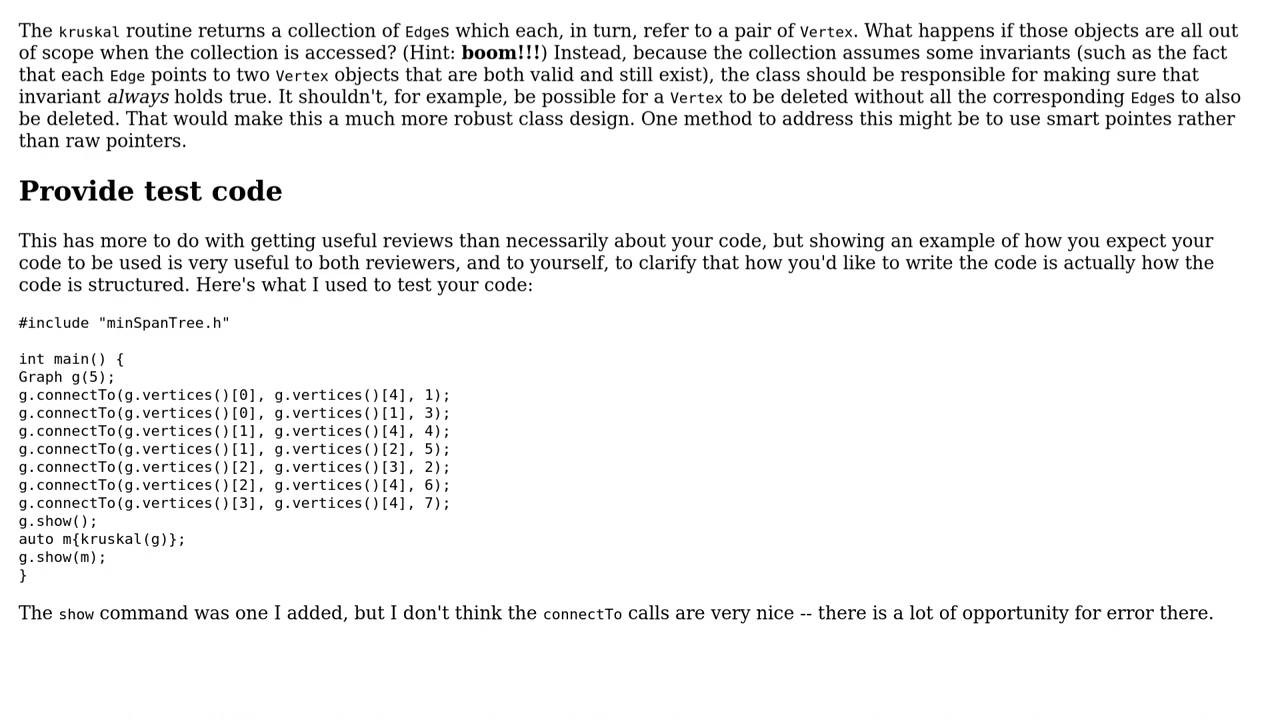 The kruskal routine returns a collection of Edges which each, in turn, refer to a pair of Vertex. What happens if those objects are all out
of scope when the collection is accessed? (Hint: boom!!!) Instead, because the collection assumes some invariants (such as the fact
that each Edge points to two Vertex objects that are both valid and still exist), the class should be responsible for making sure that
invariant always holds true. It shouldn't, for example, be possible for a Vertex to be deleted without all the corresponding Edges to also
be deleted. That would make this a much more robust class design. One method to address this might be to use smart pointes rather
than raw pointers.
Provide test code
This has more to do with getting useful reviews than necessarily about your code, but showing an example of how you expect your
code to be used is very useful to both reviewers, and to yourself, to clarify that how you'd like to write the code is actually how the
code is structured. Here's what I used to test your code:
#include "minSpanTree.h"
int main() {
Graph g(5);
g.connectTo(g.vertices()[0], g.vertices()[4], 1);
g.connectTo(g.vertices()[0], g.vertices()[1], 3);
g.connectTo(g.vertices()[1], g.vertices()[4], 4);
g.connectTo(g.vertices()[1], g.vertices()[2], 5);
g.connectTo(g.vertices()[2], g.vertices()[3], 2);
g.connectTo(g.vertices()[2], g.vertices()[4], 6);
g.connectTo(g.vertices()[3], g.vertices()[4], 7);
g.show();
auto m{kruskal(g)};
g.show(m);
}
The show command was one I added, but I don't think the connectTo calls are very nice -- there is a lot of opportunity for error there.